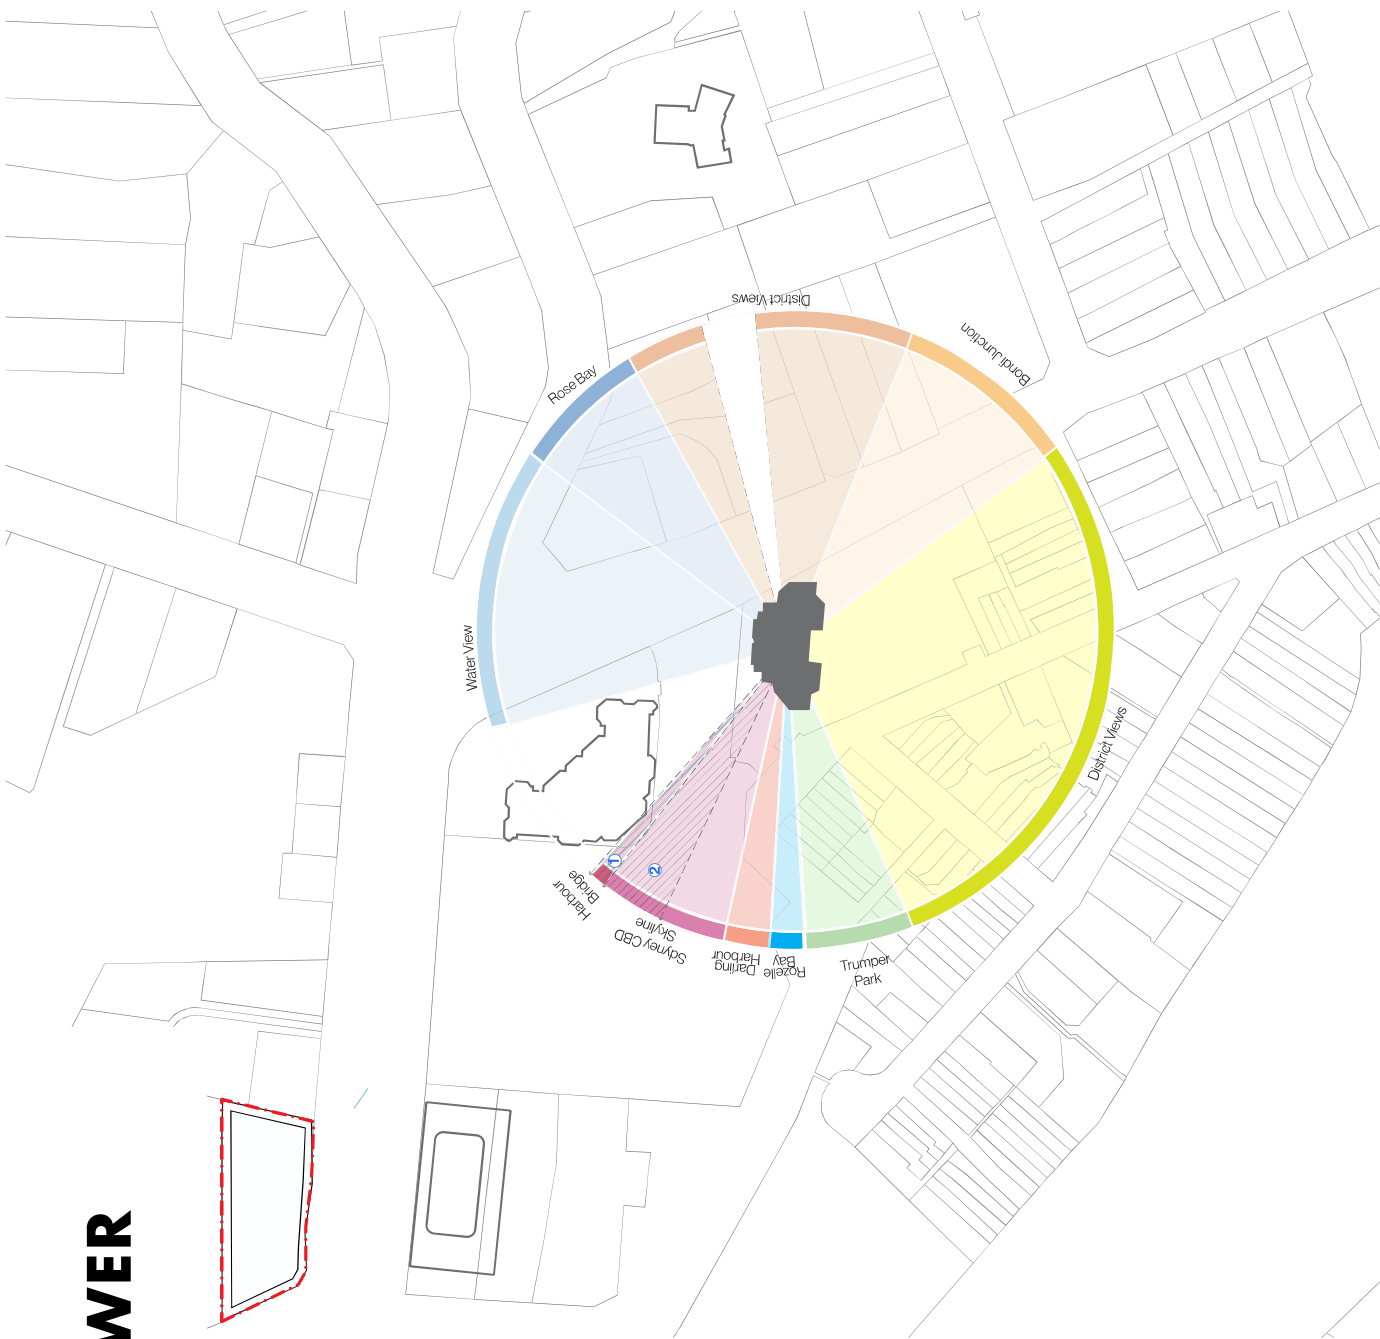 District Views
Bondi Junction
Rose Bay
Water View
District Views
1
2
Harbour
Bridge
Sdyney CBD
Skyline
Darling
Harbour
Rozelle
Bay
Trumper
Park
WER